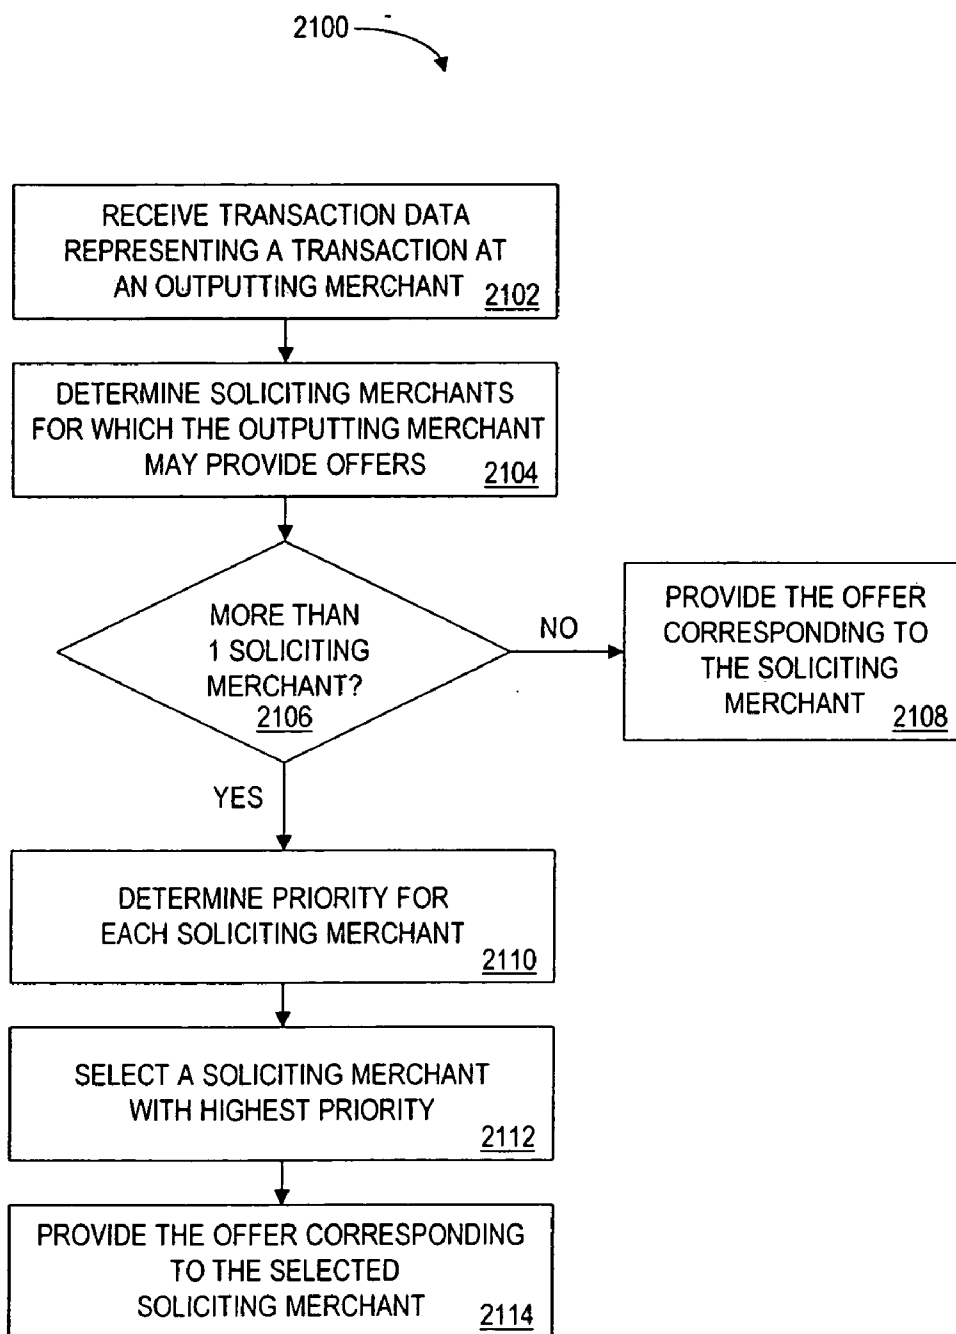 2100
RECEIVE TRANSACTION DATA
REPRESENTING A TRANSACTION AT
AN OUTPUTTING MERCHANT
2102
DETERMINE SOLICITING MERCHANTS
FOR WHICH THE OUTPUTTING MERCHANT
MAY PROVIDE OFFERS
2104
MORE THAN
1 SOLICITING
MERCHANT?
2106
NO
PROVIDE THE OFFER
CORRESPONDING TO
THE SOLICITING
MERCHANT
2108
YES
DETERMINE PRIORITY FOR
EACH SOLICITING MERCHANT
2110
SELECT A SOLICITING MERCHANT
WITH HIGHEST PRIORITY
2112
PROVIDE THE OFFER CORRESPONDING
TO THE SELECTED
SOLICITING MERCHANT
2114